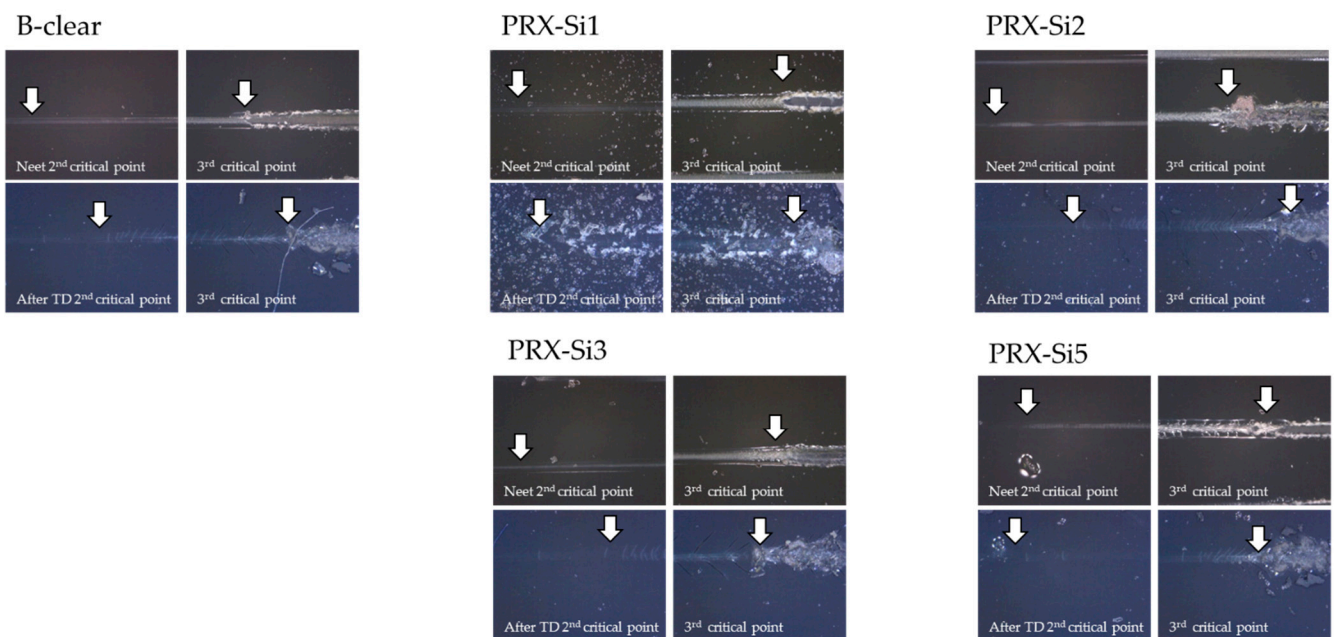 B-clear
Neet 2nd critical point
3rd critical point
After TD 2nd critical point
3rd critical point
PRX-Si1
Neet 2nd critical point
3rd critical point
After TD 2nd critical point
3rd critical point
PRX-Si2
Neet 2nd critical point
3rd critical point
After TD 2nd critical point
3rd critical point
PRX-Si3
Neet 2nd critical point
3rd critical point
After TD 2nd critical point
3rd critical point
PRX-Si5
Neet 2nd critical point
3rd critical point
After TD 2nd critical point
3rd critical point